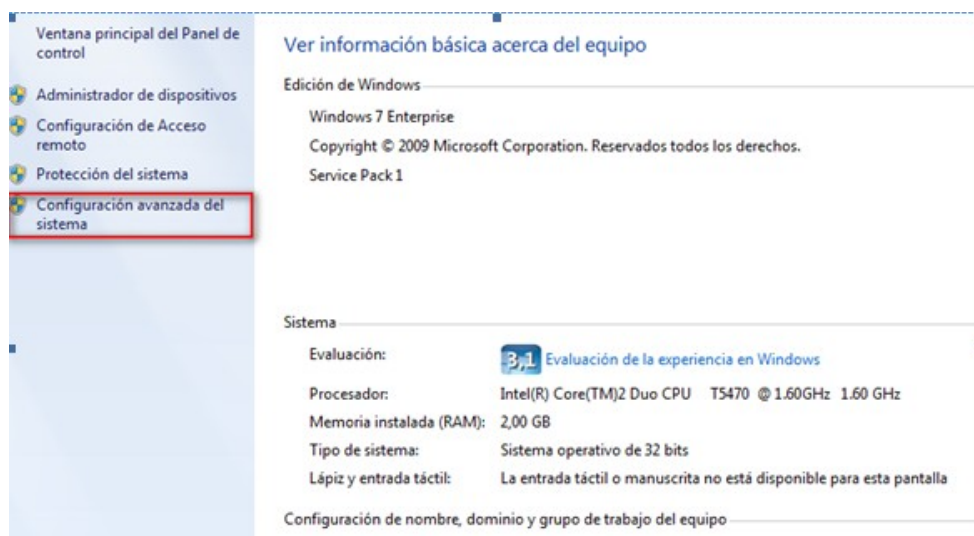 Ventana principal del Panel de
control
Administrador de dispositivos
Configuración de Acceso
remoto
Protección del sistema
Configuración avanzada del
sistema
Ver información básica acerca del equipo
Edición de Windows
Windows 7 Enterprise
Copyright © 2009 Microsoft Corporation. Reservados todos los derechos.
Service Pack 1
Sistema
Evaluación: 3,1 Evaluación de la experiencia en Windows
Procesador: Intel(R) Core(TM)2 Duo CPU T5470 @ 1.60GHz 1.60 GHz
Memoria instalada (RAM): 2,00 GB
Tipo de sistema: Sistema operativo de 32 bits
Lápiz y entrada táctil: La entrada táctil o manuscrita no está disponible para esta pantalla
Configuración de nombre, dominio y grupo de trabajo del equipo